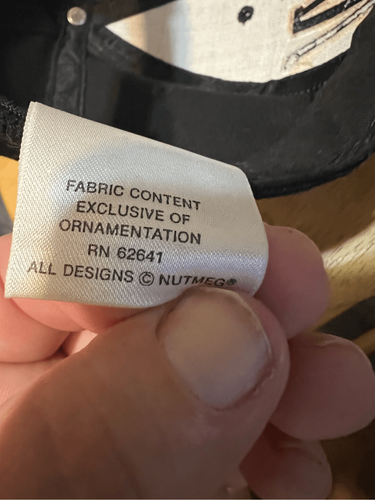 FABRIC CONTENT
EXCLUSIVE OF
ORNAMENTATION
RN 62641
ALL DESIGNS © NUTMEG®